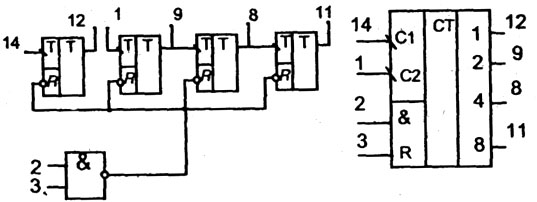 14 12 1 9 8 11
T T T T T T T T
R R R R
2 &
3
14 C1 CT 1 12
1 C2 2 9
2 & 4 8
3 R 8 11